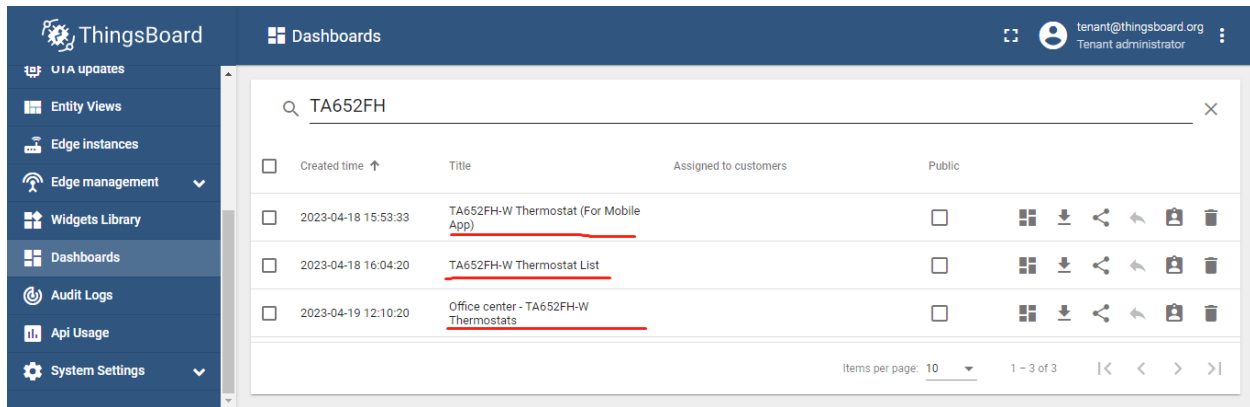 ThingsBoard
Dashboards
tenant@thingsboard.org
Tenant administrator
OTA updates
Entity Views
Edge instances
Edge management
Widgets Library
Dashboards
Audit Logs
Api Usage
System Settings
TA652FH
Created time Title Assigned to customers Public
2023-04-18 15:53:33 TA652FH-W Thermostat (For Mobile
App)
2023-04-18 16:04:20 TA652FH-W Thermostat List
2023-04-19 12:10:20 Office center - TA652FH-W
Thermostats
Items per page: 10 1 – 3 of 3